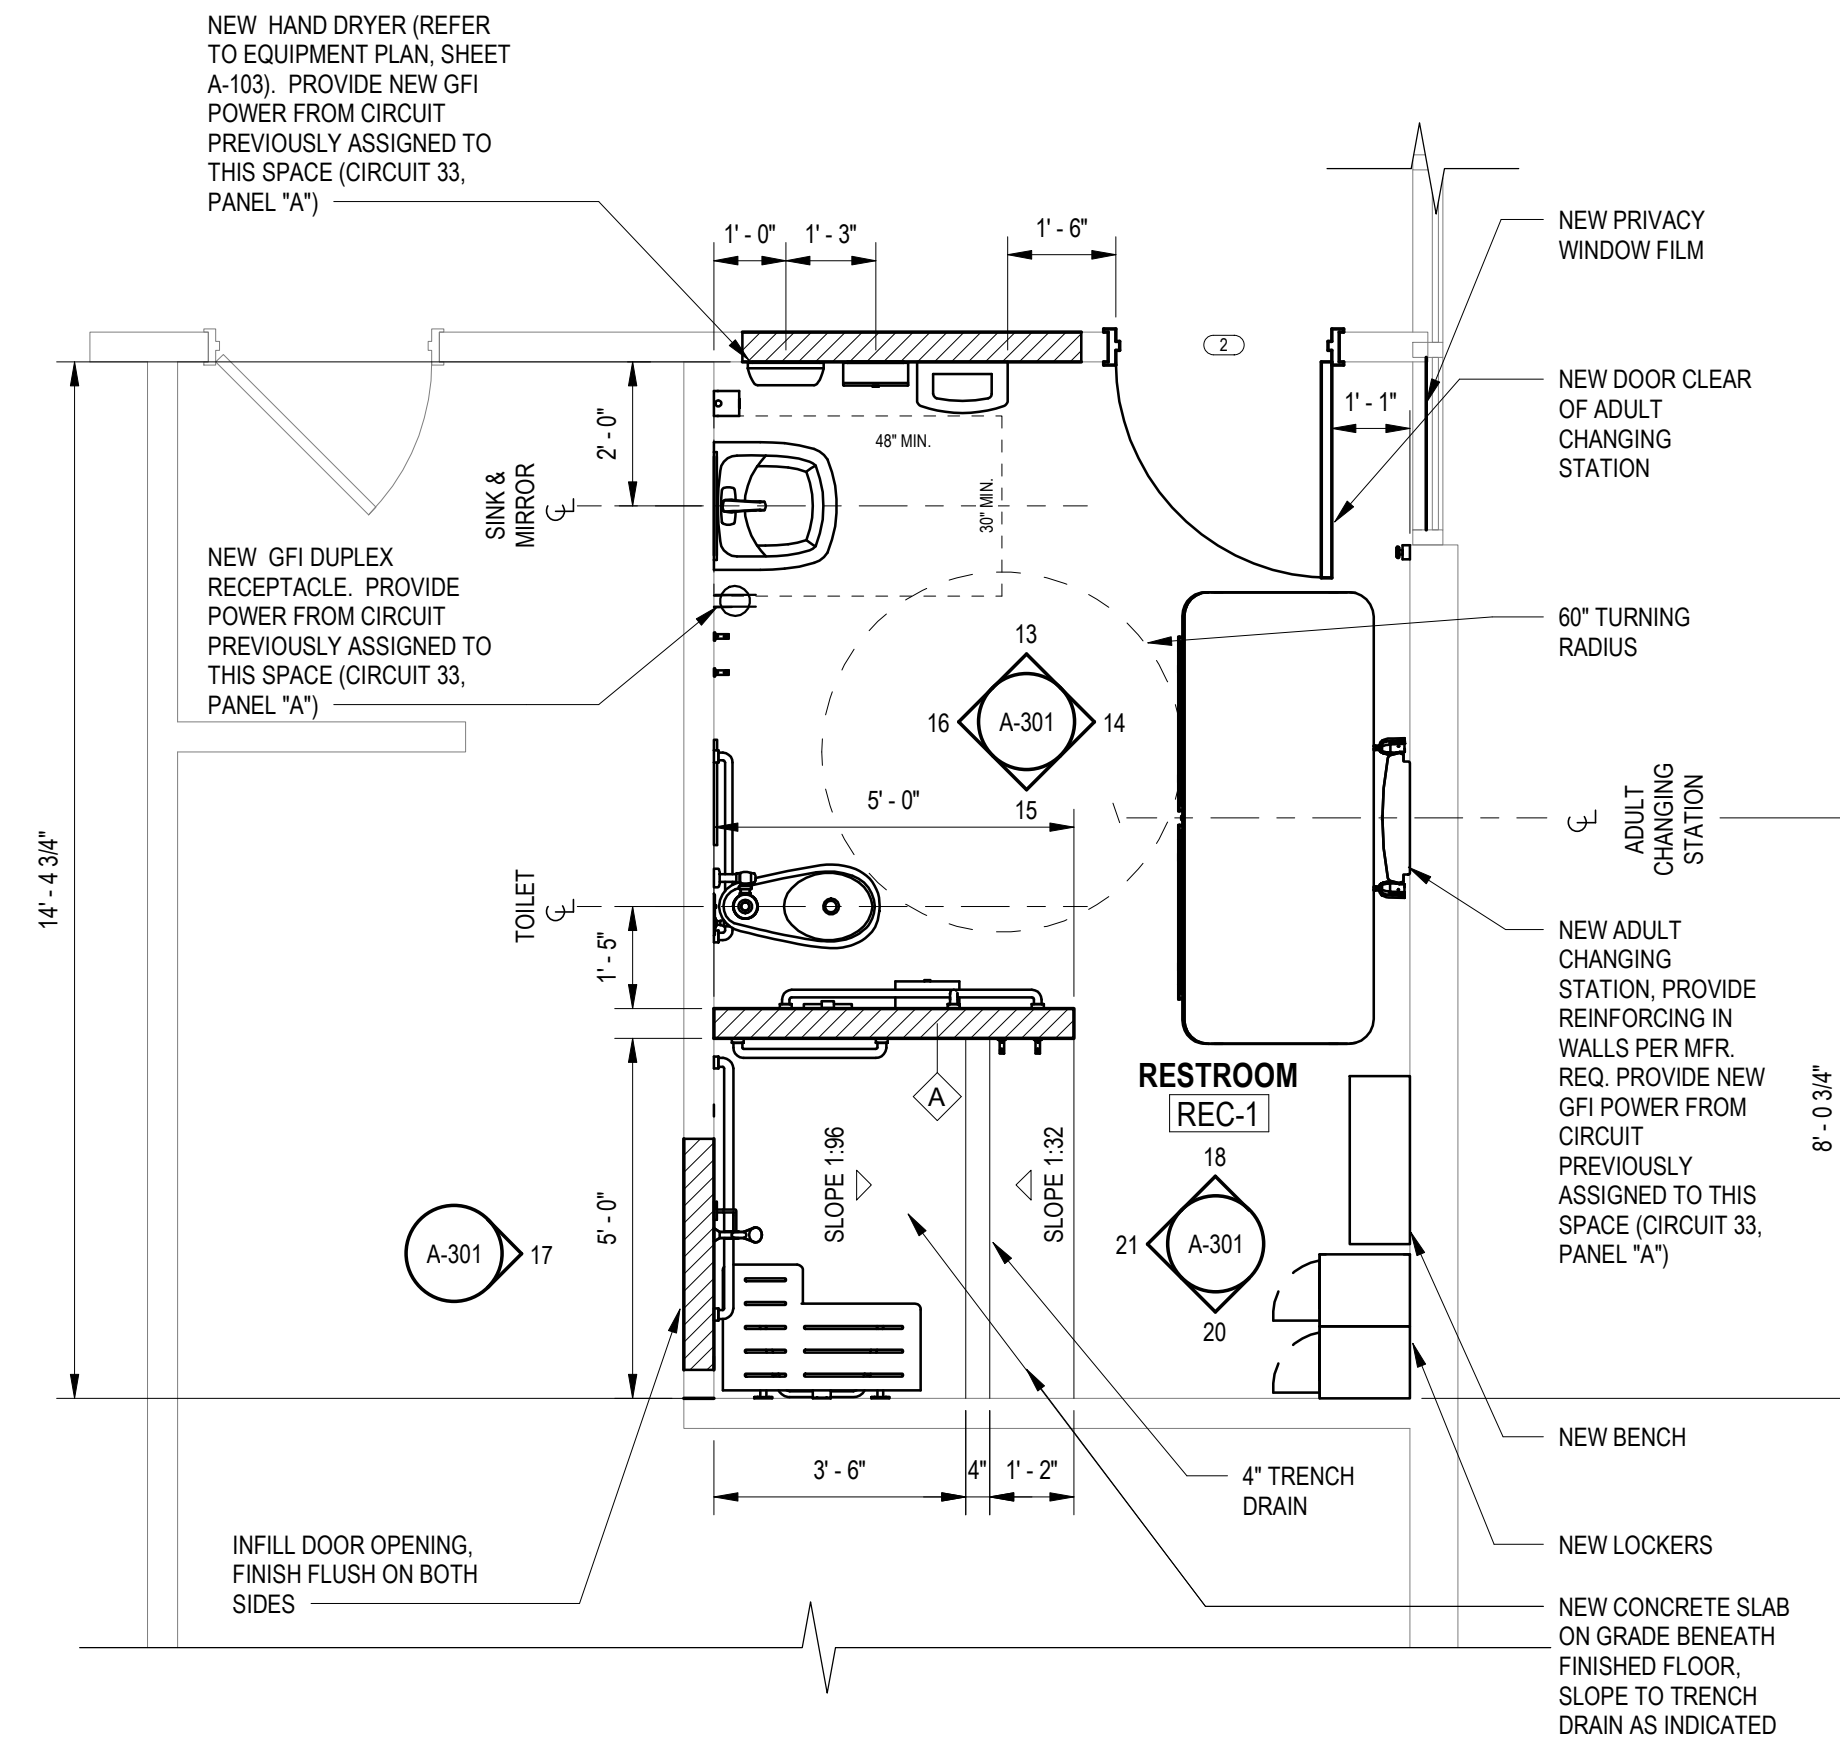 NEW  HAND DRYER (REFER
TO EQUIPMENT PLAN, SHEET
A-103).  PROVIDE NEW GFI
POWER FROM CIRCUIT
PREVIOUSLY ASSIGNED TO
THIS SPACE (CIRCUIT 33,
PANEL "A")
1' - 0"
1' - 3"
1' - 6"
NEW PRIVACY
WINDOW FILM
2
NEW DOOR CLEAR
OF ADULT
CHANGING
STATION
1' - 1"
2' - 0"
48" MIN.
30" MIN.
SINK &
MIRROR
CL
NEW  GFI DUPLEX
RECEPTACLE.  PROVIDE
POWER FROM CIRCUIT
PREVIOUSLY ASSIGNED TO
THIS SPACE (CIRCUIT 33,
PANEL "A")
60" TURNING
RADIUS
13
16
A-301
14
15
5' - 0"
14' - 4 3/4"
CL
ADULT
CHANGING
STATION
TOILET
CL
1' - 5"
NEW ADULT
CHANGING
STATION, PROVIDE
REINFORCING IN
WALLS PER MFR.
REQ. PROVIDE NEW
GFI POWER FROM
CIRCUIT
PREVIOUSLY
ASSIGNED TO THIS
SPACE (CIRCUIT 33,
PANEL "A")
8' - 0 3/4"
RESTROOM
REC-1
A
SLOPE 1:96
SLOPE 1:32
5' - 0"
A-301
17
18
21
A-301
20
NEW BENCH
3' - 6"
4"
1' - 2"
4" TRENCH
DRAIN
INFILL DOOR OPENING,
FINISH FLUSH ON BOTH
SIDES
NEW LOCKERS
NEW CONCRETE SLAB
ON GRADE BENEATH
FINISHED FLOOR,
SLOPE TO TRENCH
DRAIN AS INDICATED